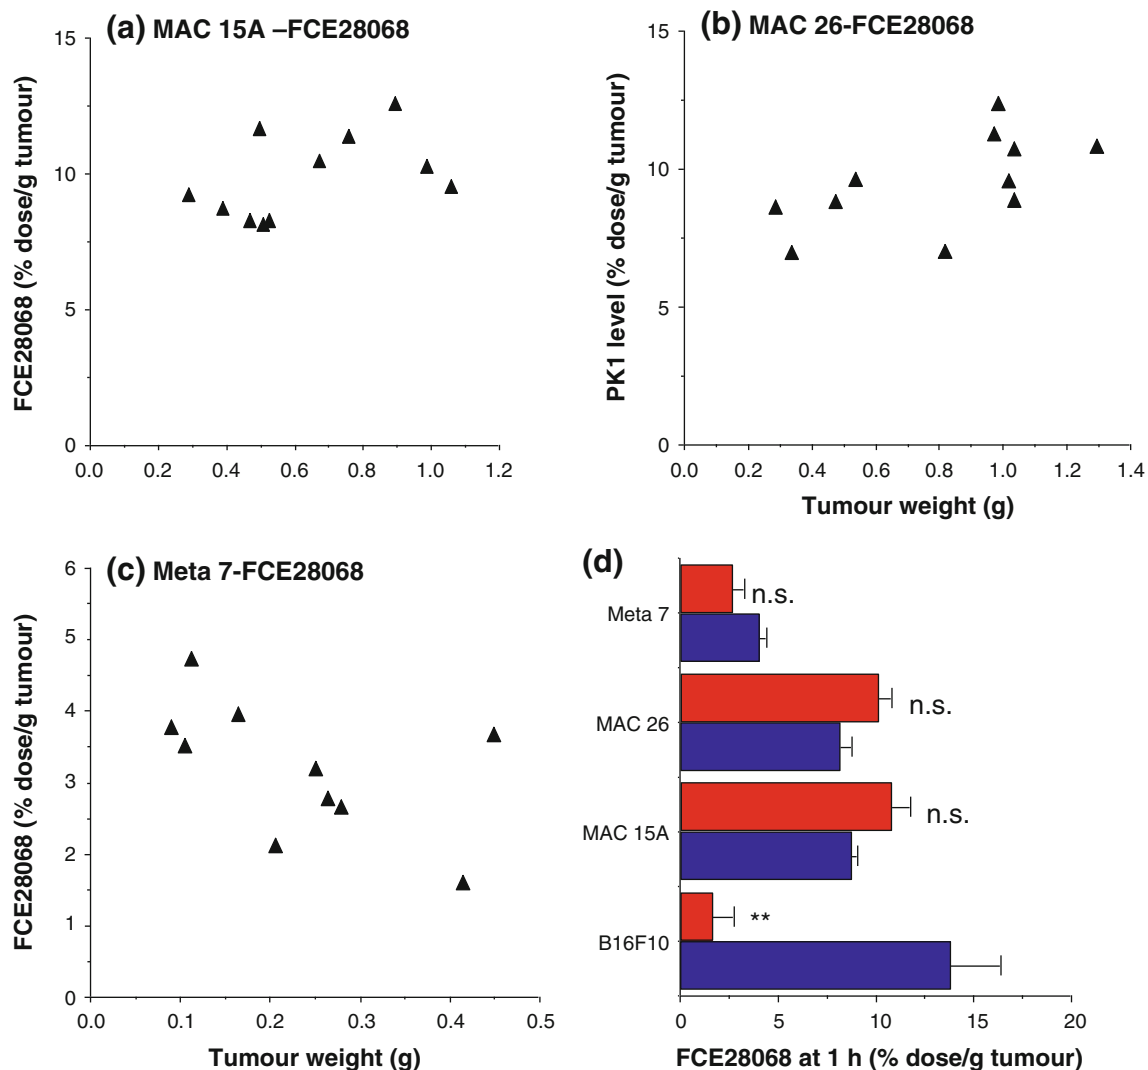 (a) MAC 15A –FCE28068
FCE28068 (% dose/g tumour)
15
10
5
0
0.0 0.2 0.4 0.6 0.8 1.0 1.2
(b) MAC 26-FCE28068
PK1 level (% dose/g tumour)
15
10
5
0
0.0 0.2 0.4 0.6 0.8 1.0 1.2 1.4
Tumour weight (g)
(c) Meta 7-FCE28068
FCE28068 (% dose/g tumour)
6
5
4
3
2
1
0
0.0 0.1 0.2 0.3 0.4 0.5
Tumour weight (g)
(d)
Meta 7
n.s.
MAC 26
n.s.
MAC 15A
n.s.
B16F10
**
0 5 10 15 20
FCE28068 at 1 h (% dose/g tumour)